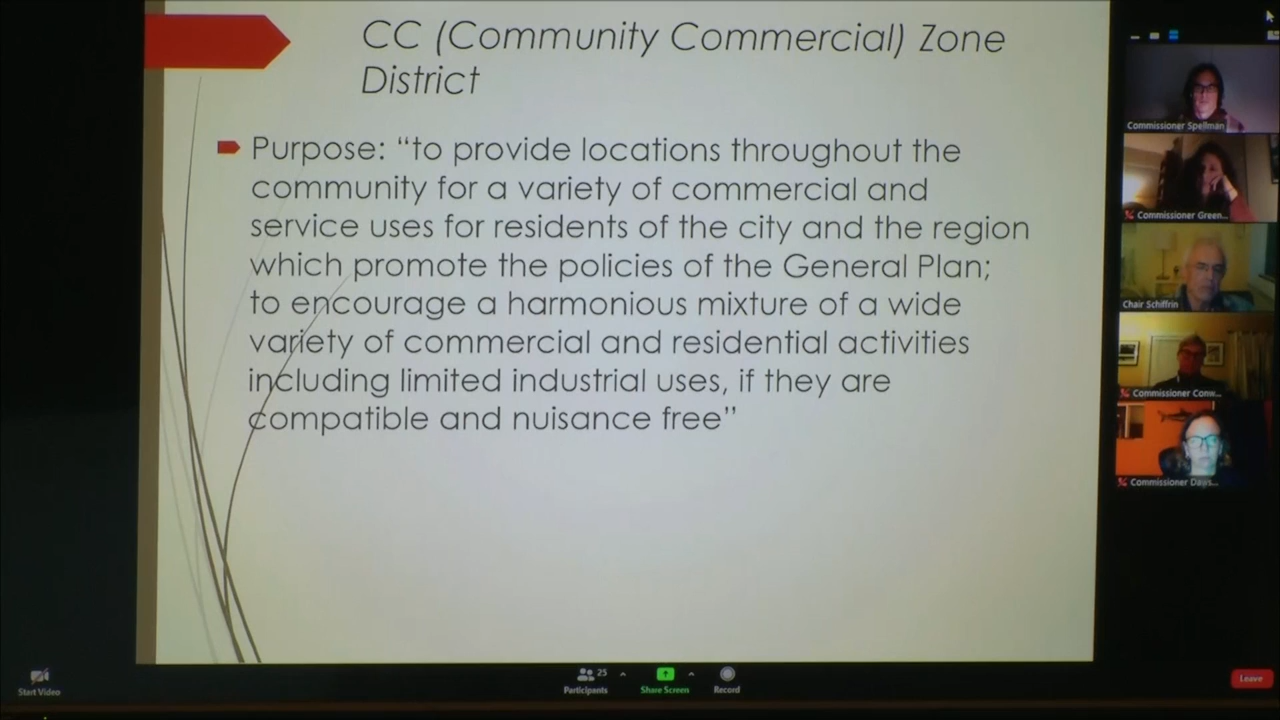 CC (Community Commercial) Zone
District
Purpose: “to provide locations throughout the
community for a variety of commercial and
service uses for residents of the city and the region
which promote the policies of the General Plan;
to encourage a harmonious mixture of a wide
variety of commercial and residential activities
including limited industrial uses, if they are
compatible and nuisance free”
Commissioner Spellman
Commissioner Green...
Chair Schiffrin
Commissioner Conw...
Commissioner Daws...
Start Video
25
Participants
Share Screen
Record
Leave